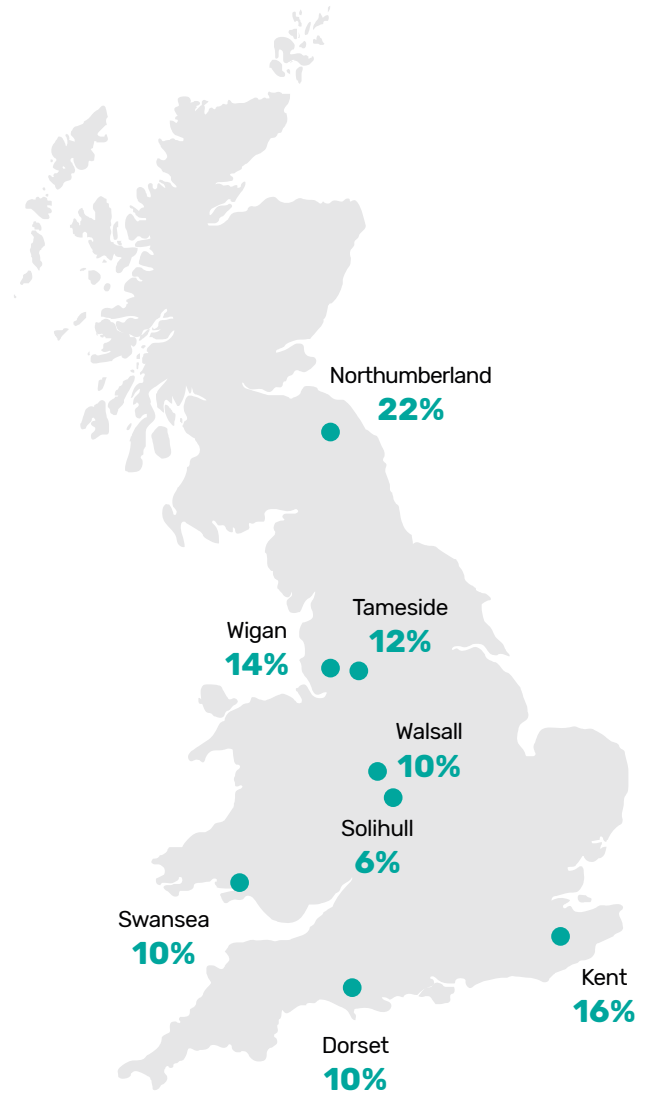 Northumberland
22%
Tameside
12%
Wigan
14%
Walsall
10%
Solihull
6%
Swansea
10%
Kent
16%
Dorset
10%